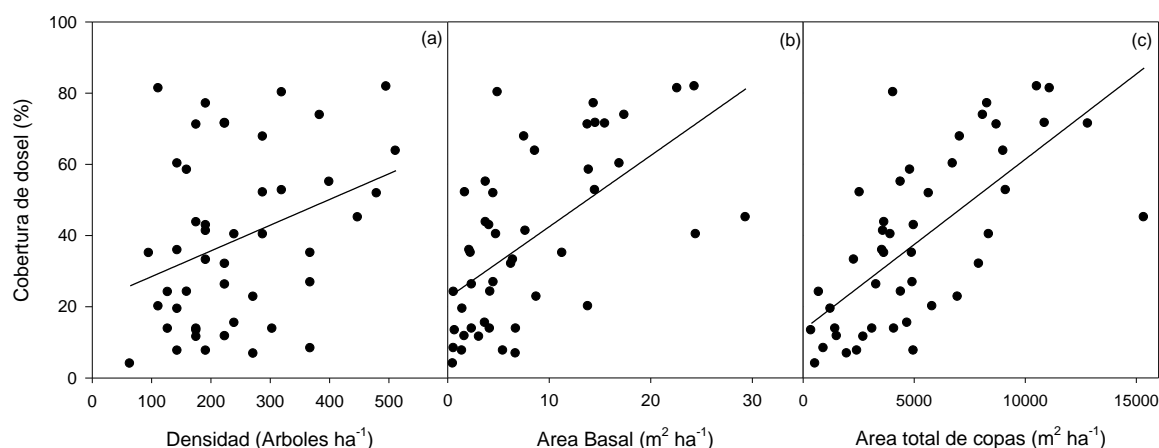 100
80
60
40
20
0
Cobertura de dosel (%)
(a)
(b)
(c)
0 100 200 300 400 500
0 10 20 30
0 5000 10000 15000
Densidad (Arboles ha⁻¹)
Area Basal (m² ha⁻¹)
Area total de copas (m² ha⁻¹)